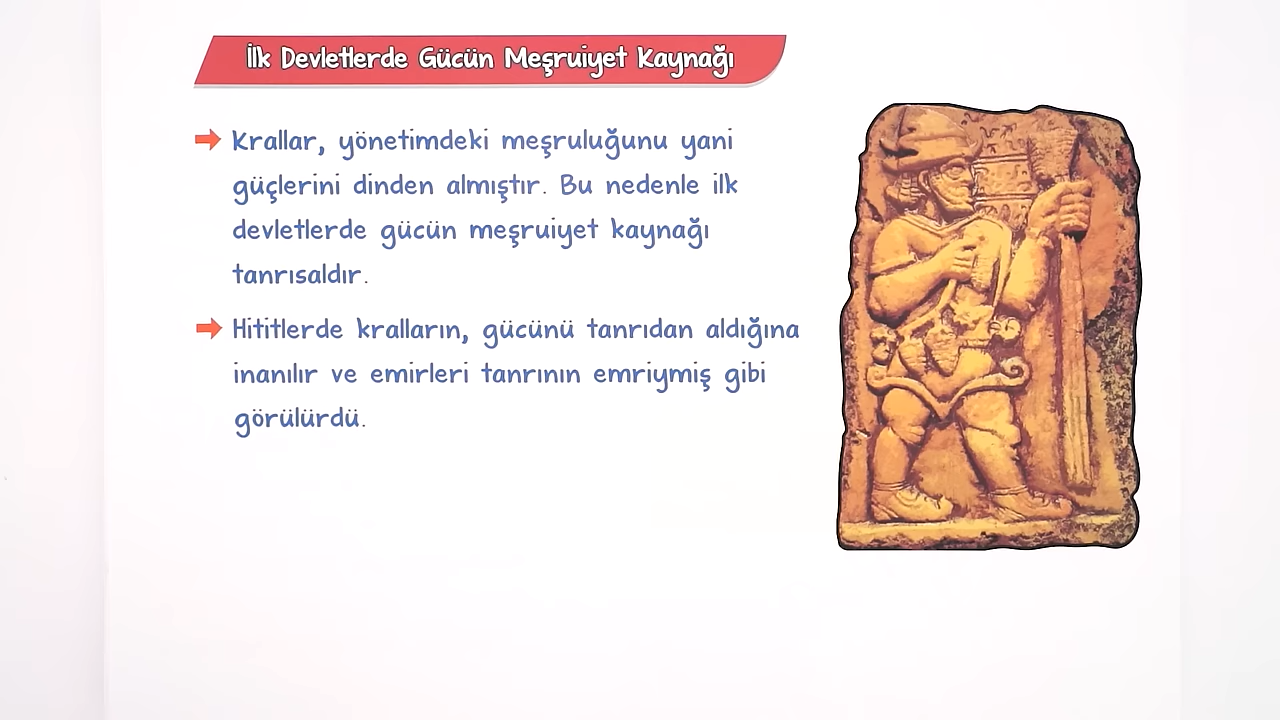 İlk Devletlerde Gücün Meşruiyet Kaynağı
Krallar, yönetimdeki meşruluğunu yani
güçlerini dinden almıştır. Bu nedenle ilk
devletlerde gücün meşruiyet kaynağı
tanrısaldır.
Hititlerde kralların, gücünü tanrıdan aldığına
inanılır ve emirleri tanrının emriymiş gibi
görülürdü.